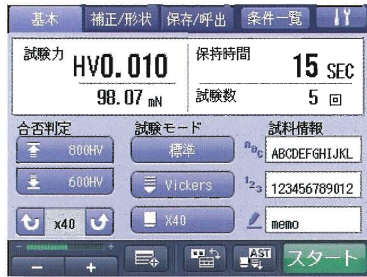 基本 補正/形状 保存/呼出 条件一覧
試験力 HV0.010
98.07 mN
保持時間 15 SEC
試験数 5 回
合否判定 試験モード 試料情報
800HV 標準 ABC ABCDEFGHIJKL
600HV Vickers 123 123456789012
x40 X40 memo
- + AST スタート